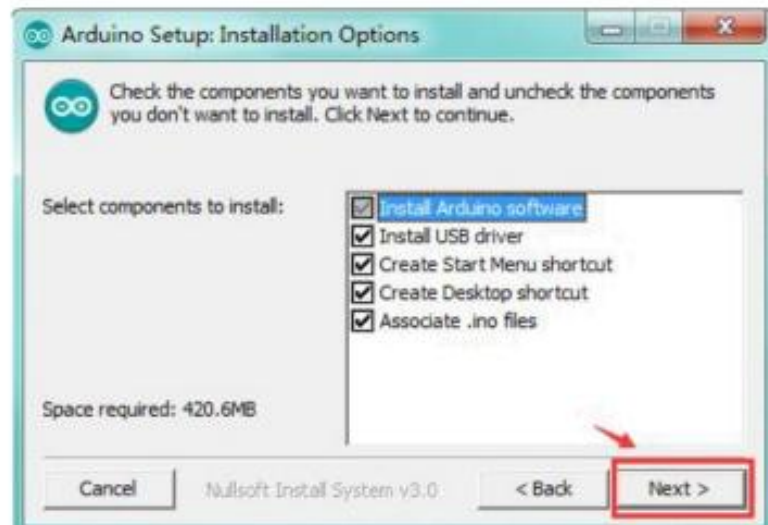 Arduino Setup: Installation Options
Check the components you want to install and uncheck the components
you don't want to install. Click Next to continue.
Select components to install:
Install Arduino software
Install USB driver
Create Start Menu shortcut
Create Desktop shortcut
Associate .ino files
Space required: 420.6MB
Cancel
Nullsoft Install System v3.0
< Back
Next >